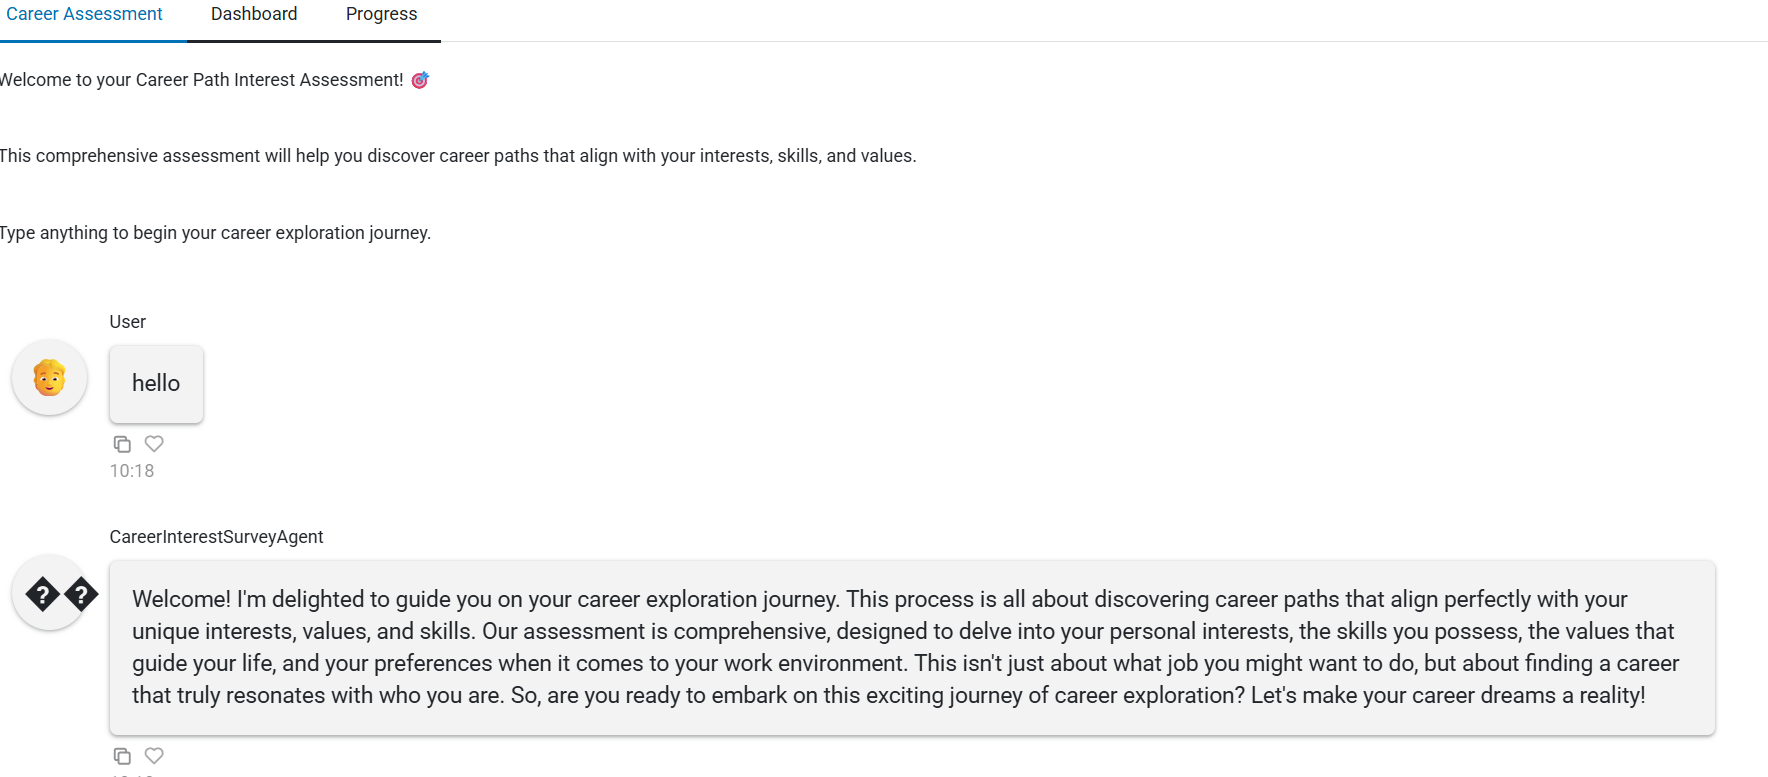 Career Assessment Dashboard Progress
Welcome to your Career Path Interest Assessment! 🎯
This comprehensive assessment will help you discover career paths that align with your interests, skills, and values.
Type anything to begin your career exploration journey.
User
hello
10:18
CareerInterestSurveyAgent
��
Welcome! I'm delighted to guide you on your career exploration journey. This process is all about discovering career paths that align perfectly with your
unique interests, values, and skills. Our assessment is comprehensive, designed to delve into your personal interests, the skills you possess, the values that
guide your life, and your preferences when it comes to your work environment. This isn't just about what job you might want to do, but about finding a career
that truly resonates with who you are. So, are you ready to embark on this exciting journey of career exploration? Let's make your career dreams a reality!